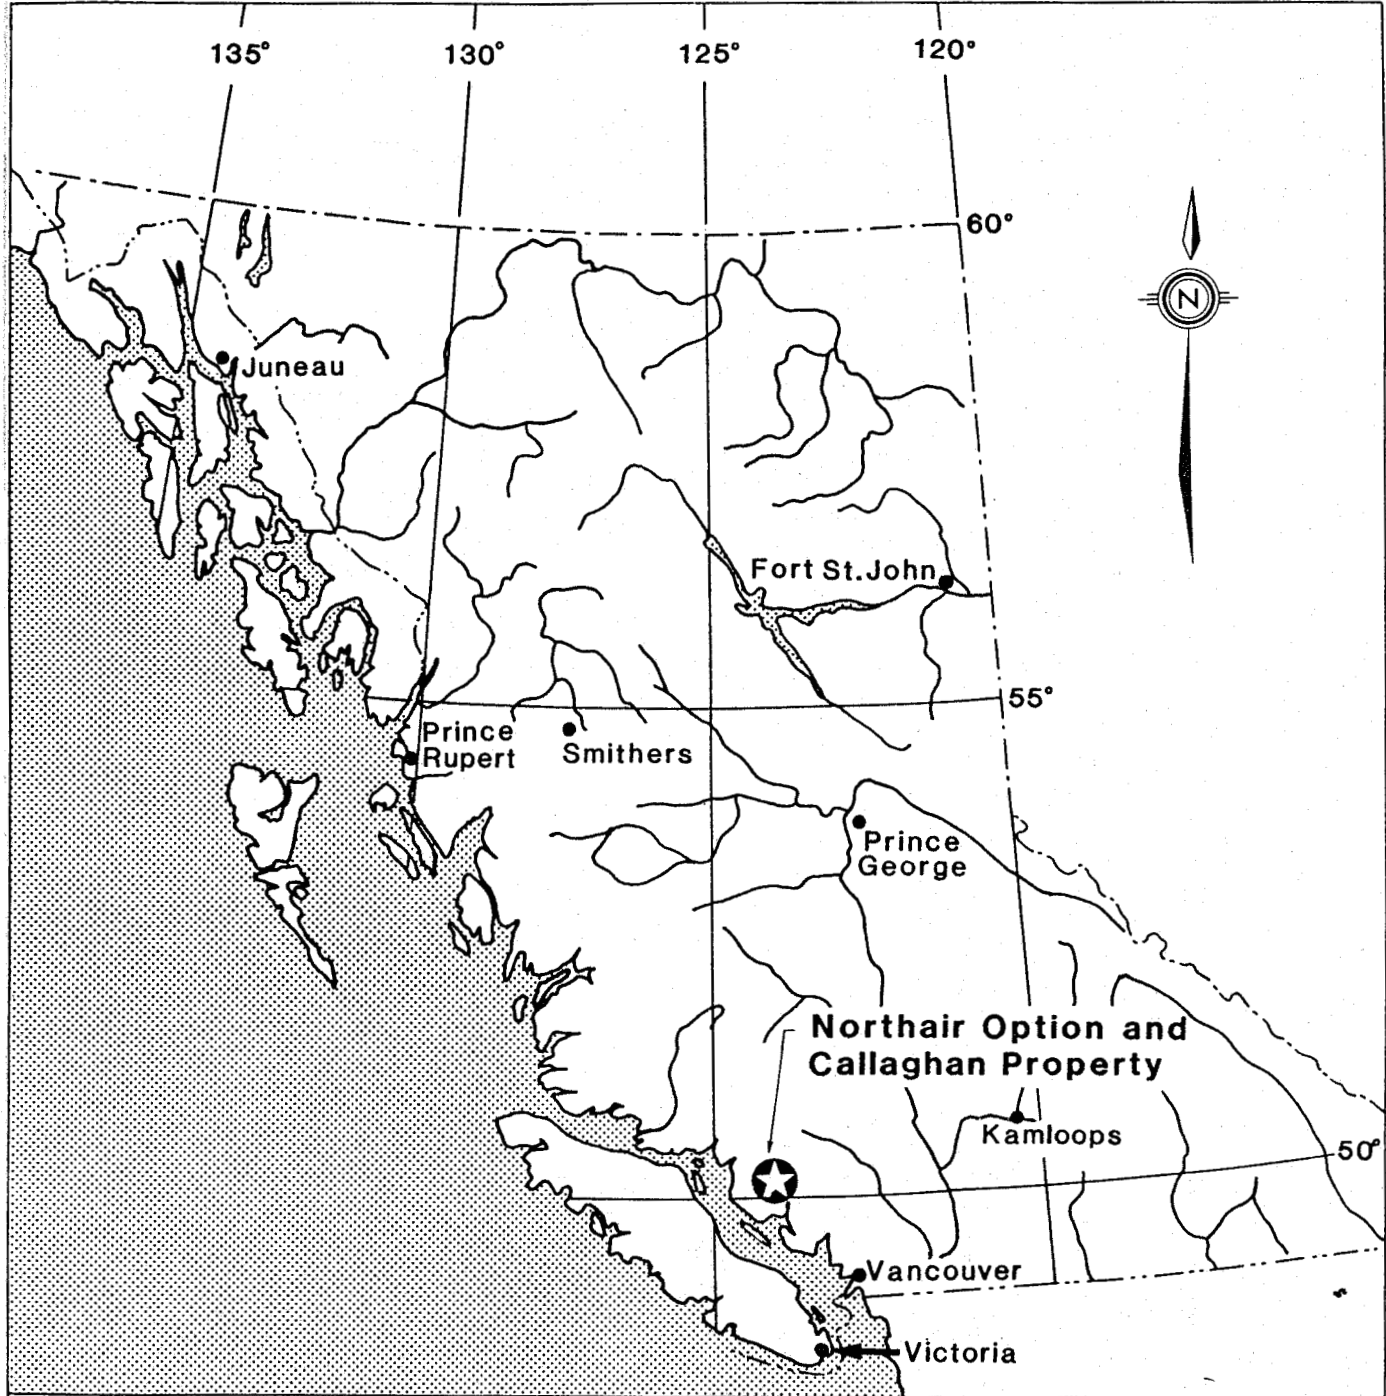 135° 130° 125° 120°
60°
N
Juneau
Fort St. John
55°
Prince
Rupert
Smithers
Prince
George
Northair Option and
Callaghan Property
Kamloops
50°
Vancouver
Victoria